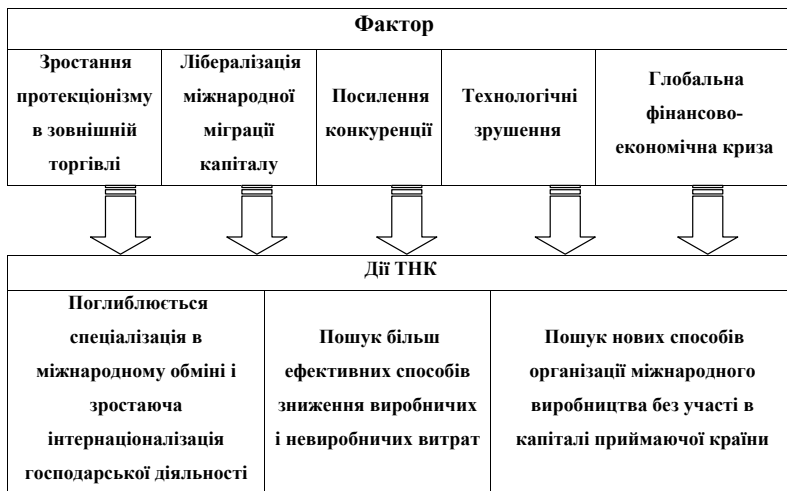 Фактор
Зростання
протекціонізму
в зовнішній
торгівлі
Лібералізація
міжнародної
міграції
капіталу
Посилення
конкуренції
Технологічні
зрушення
Глобальна
фінансово-
економічна криза
Дії ТНК
Поглиблюється
спеціалізація в
міжнародному обміні і
зростаюча
інтернаціоналізація
господарської діяльності
Пошук більш
ефективних способів
зниження виробничих
і невиробничих витрат
Пошук нових способів
організації міжнародного
виробництва без участі в
капіталі приймаючої країни